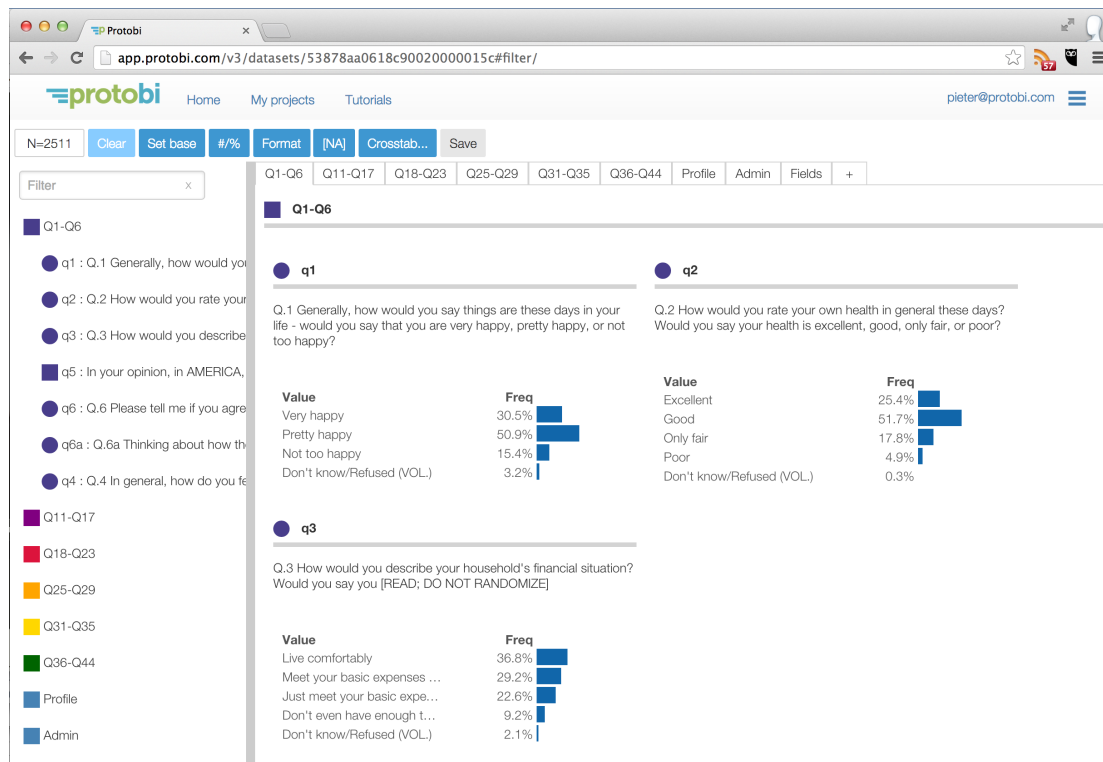 Protobi
app.protobi.com/v3/datasets/53878aa0618c90020000015c#filter/
57
protobi
Home
My projects
Tutorials
pieter@protobi.com
N=2511
Clear
Set base
#/%
Format
[NA]
Crosstab...
Save
Filter
x
Q1-Q6
q1 : Q.1 Generally, how would you
q2 : Q.2 How would you rate your
q3 : Q.3 How would you describe
q5 : In your opinion, in AMERICA,
q6 : Q.6 Please tell me if you agre
q6a : Q.6a Thinking about how th
q4 : Q.4 In general, how do you fe
Q11-Q17
Q18-Q23
Q25-Q29
Q31-Q35
Q36-Q44
Profile
Admin
Q1-Q6
Q11-Q17
Q18-Q23
Q25-Q29
Q31-Q35
Q36-Q44
Profile
Admin
Fields
+
Q1-Q6
q1
Q.1 Generally, how would you say things are these days in your
life - would you say that you are very happy, pretty happy, or not
too happy?
Value Freq
Very happy 30.5%
Pretty happy 50.9%
Not too happy 15.4%
Don't know/Refused (VOL.) 3.2%
q2
Q.2 How would you rate your own health in general these days?
Would you say your health is excellent, good, only fair, or poor?
Value Freq
Excellent 25.4%
Good 51.7%
Only fair 17.8%
Poor 4.9%
Don't know/Refused (VOL.) 0.3%
q3
Q.3 How would you describe your household's financial situation?
Would you say you [READ; DO NOT RANDOMIZE]
Value Freq
Live comfortably 36.8%
Meet your basic expenses … 29.2%
Just meet your basic expe… 22.6%
Don't even have enough t… 9.2%
Don't know/Refused (VOL.) 2.1%